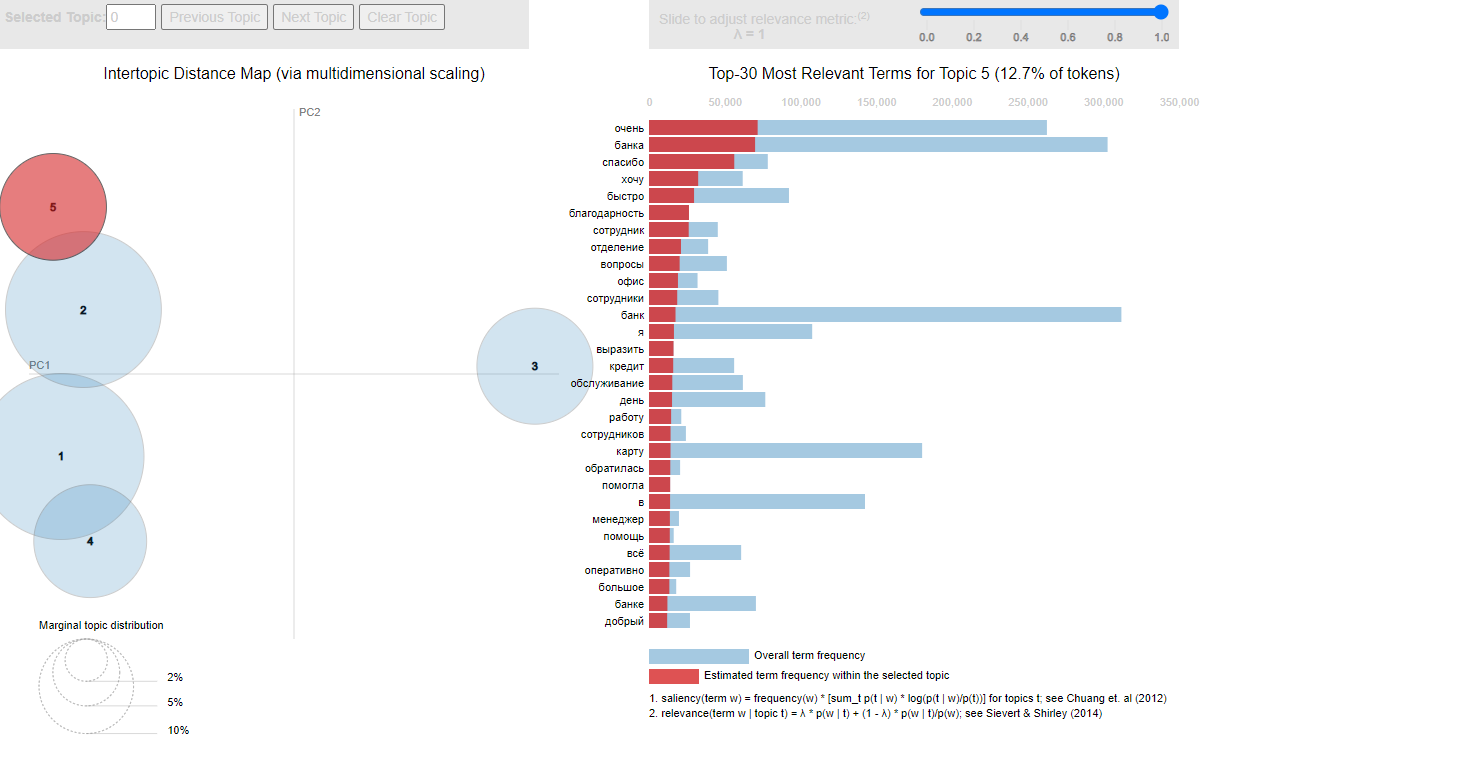 Selected Topic: 0 Previous Topic Next Topic Clear Topic
Slide to adjust relevance metric:(2)
λ = 1
0.0 0.2 0.4 0.6 0.8 1.0
Intertopic Distance Map (via multidimensional scaling)
PC2
5
2
PC1
3
1
4
Marginal topic distribution
2%
5%
10%
Top-30 Most Relevant Terms for Topic 5 (12.7% of tokens)
0 50,000 100,000 150,000 200,000 250,000 300,000 350,000
очень
банка
спасибо
хочу
быстро
благодарность
сотрудник
отделение
вопросы
офис
сотрудники
банк
я
выразить
кредит
обслуживание
день
работу
сотрудников
карту
обратилась
помогла
в
менеджер
помощь
всё
оперативно
большое
банке
добрый
Overall term frequency
Estimated term frequency within the selected topic
1. saliency(term w) = frequency(w) * [sum_t p(t | w) * log(p(t | w)/p(t))] for topics t; see Chuang et. al (2012)
2. relevance(term w | topic t) = λ * p(w | t) + (1 - λ) * p(w | t)/p(w); see Sievert & Shirley (2014)